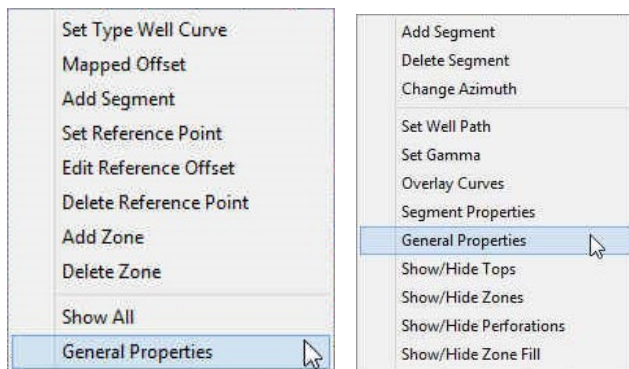 Set Type Well Curve
Mapped Offset
Add Segment
Set Reference Point
Edit Reference Offset
Delete Reference Point
Add Zone
Delete Zone
Show All
General Properties
Add Segment
Delete Segment
Change Azimuth
Set Well Path
Set Gamma
Overlay Curves
Segment Properties
General Properties
Show/Hide Tops
Show/Hide Zones
Show/Hide Perforations
Show/Hide Zone Fill